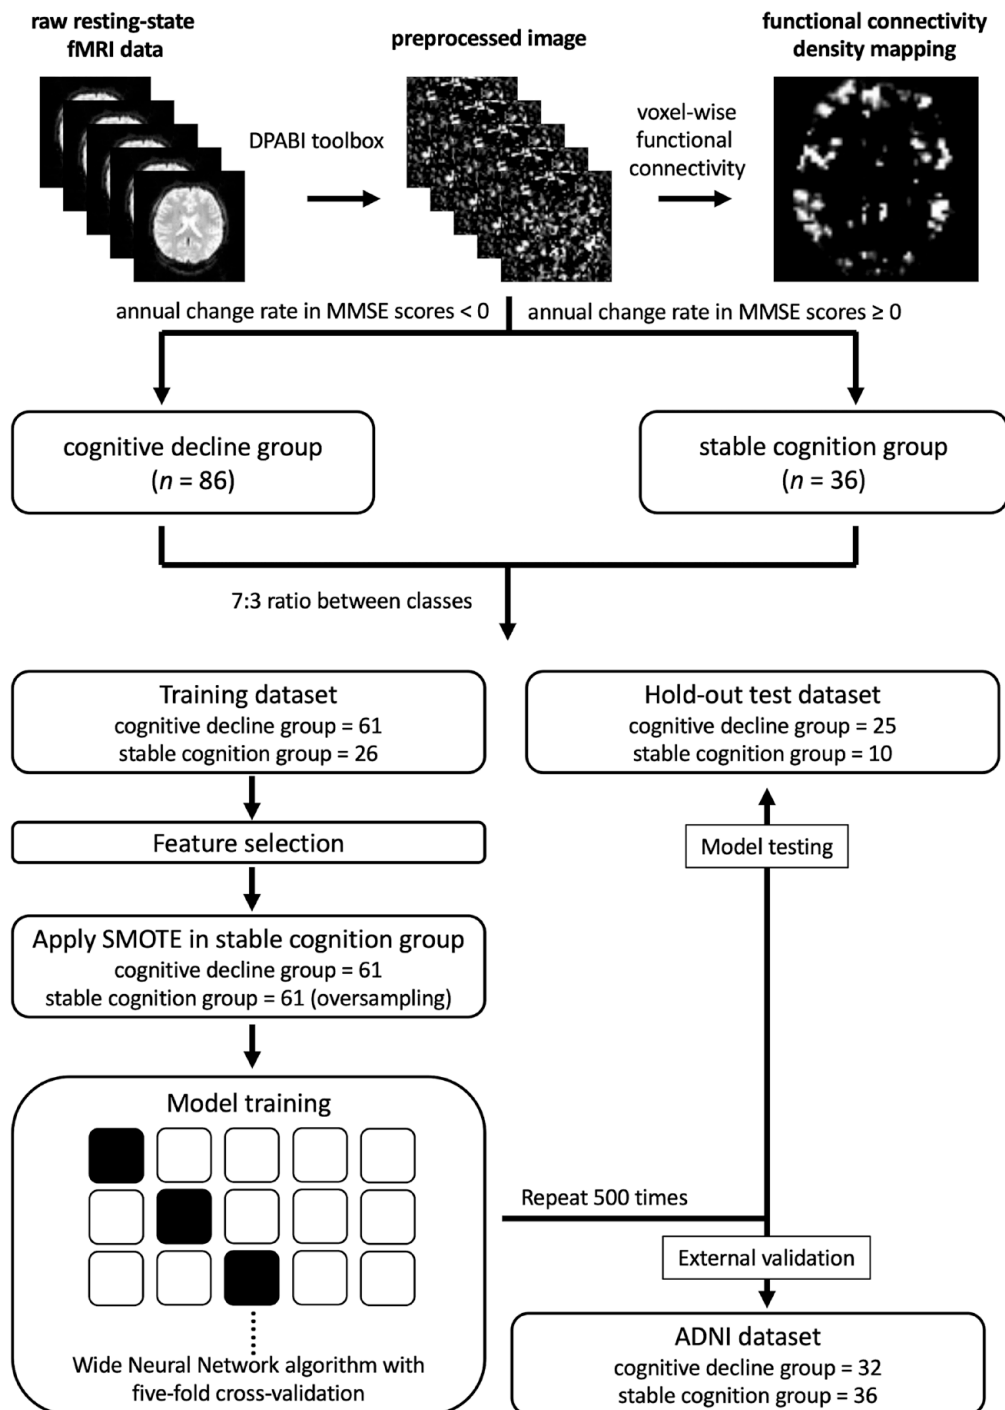 raw resting-state
fMRI data
preprocessed image
functional connectivity
density mapping
DPABI toolbox
voxel-wise
functional
connectivity
annual change rate in MMSE scores < 0
annual change rate in MMSE scores ≥ 0
cognitive decline group
(n = 86)
stable cognition group
(n = 36)
7:3 ratio between classes
Training dataset
cognitive decline group = 61
stable cognition group = 26
Hold-out test dataset
cognitive decline group = 25
stable cognition group = 10
Feature selection
Model testing
Apply SMOTE in stable cognition group
cognitive decline group = 61
stable cognition group = 61 (oversampling)
Model training
Repeat 500 times
External validation
Wide Neural Network algorithm with
five-fold cross-validation
ADNI dataset
cognitive decline group = 32
stable cognition group = 36